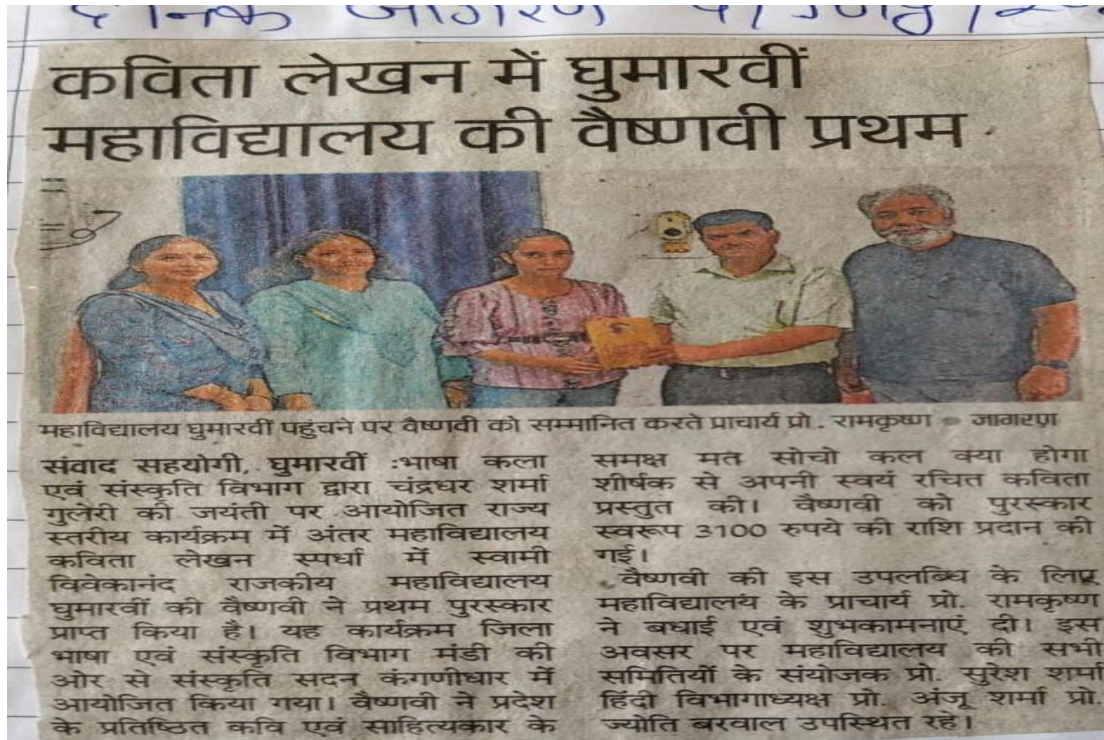 दैनिक जागरण
कविता लेखन में घुमारवीं
महाविद्यालय की वैष्णवी प्रथम
महाविद्यालय घुमारवीं पहुंचने पर वैष्णवी को सम्मानित करते प्राचार्य प्रो. रामकृष्ण ● जागरण
संवाद सहयोगी, घुमारवीं :भाषा कला
एवं संस्कृति विभाग द्वारा चंद्रधर शर्मा
गुलेरी की जयंती पर आयोजित राज्य
स्तरीय कार्यक्रम में अंतर महाविद्यालय
कविता लेखन स्पर्धा में स्वामी
विवेकानंद राजकीय महाविद्यालय
घुमारवीं की वैष्णवी ने प्रथम पुरस्कार
प्राप्त किया है। यह कार्यक्रम जिला
भाषा एवं संस्कृति विभाग मंडी की
ओर से संस्कृति सदन कंगणीधार में
आयोजित किया गया। वैष्णवी ने प्रदेश
के प्रतिष्ठित कवि एवं साहित्यकार के
समक्ष मत सोचो कल क्या होगा
शीर्षक से अपनी स्वयं रचित कविता
प्रस्तुत की। वैष्णवी को पुरस्कार
स्वरूप 3100 रुपये की राशि प्रदान की
गई।
वैष्णवी की इस उपलब्धि के लिए
महाविद्यालय के प्राचार्य प्रो. रामकृष्ण
ने बधाई एवं शुभकामनाएं दी। इस
अवसर पर महाविद्यालय की सभी
समितियों के संयोजक प्रो. सुरेश शर्मा
हिंदी विभागाध्यक्ष प्रो. अंजू शर्मा प्रो.
ज्योति बरवाल उपस्थित रहे।